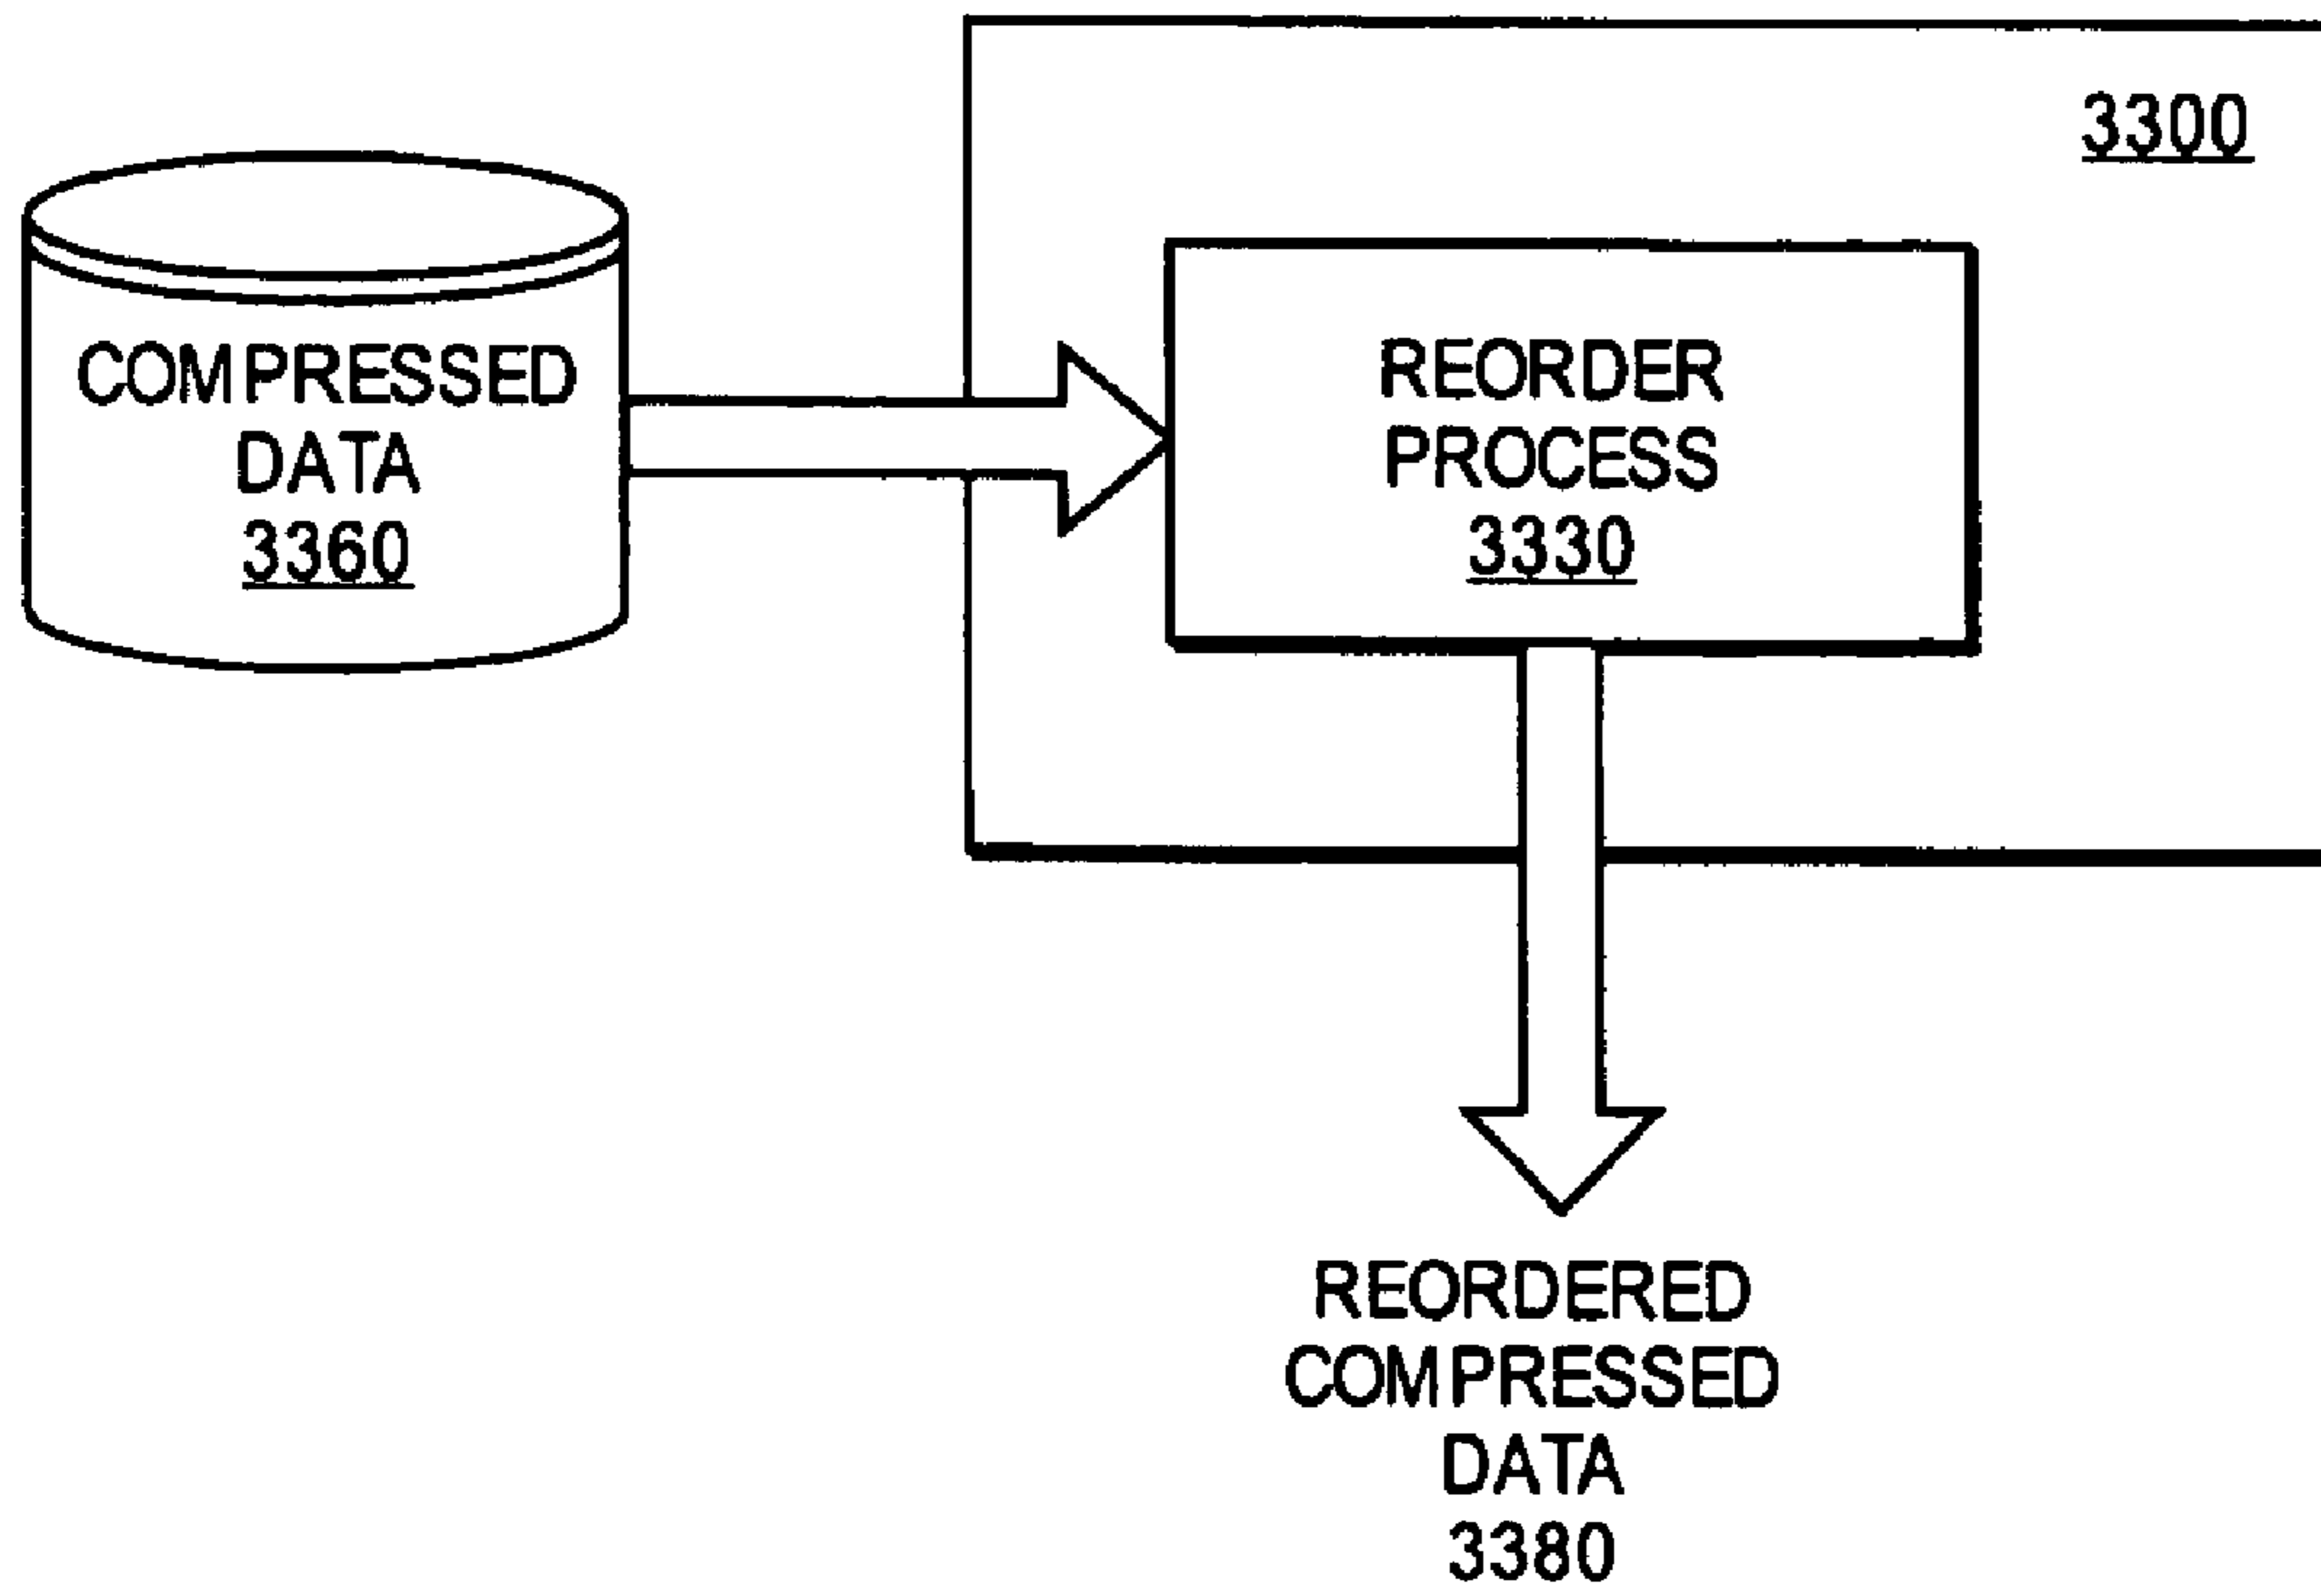 3300
COMPRESSED
DATA
3360
REORDER
PROCESS
3330
REORDERED
COMPRESSED
DATA
3380